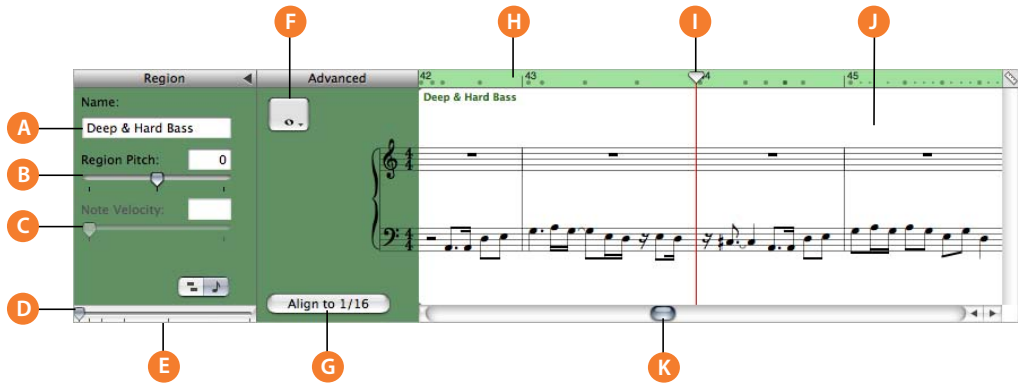 F H I J
Region Advanced 42 43 44 45
Name: Deep & Hard Bass
A Deep & Hard Bass
Region Pitch: 0
B
Note Velocity:
C
D Align to 1/16
E G K